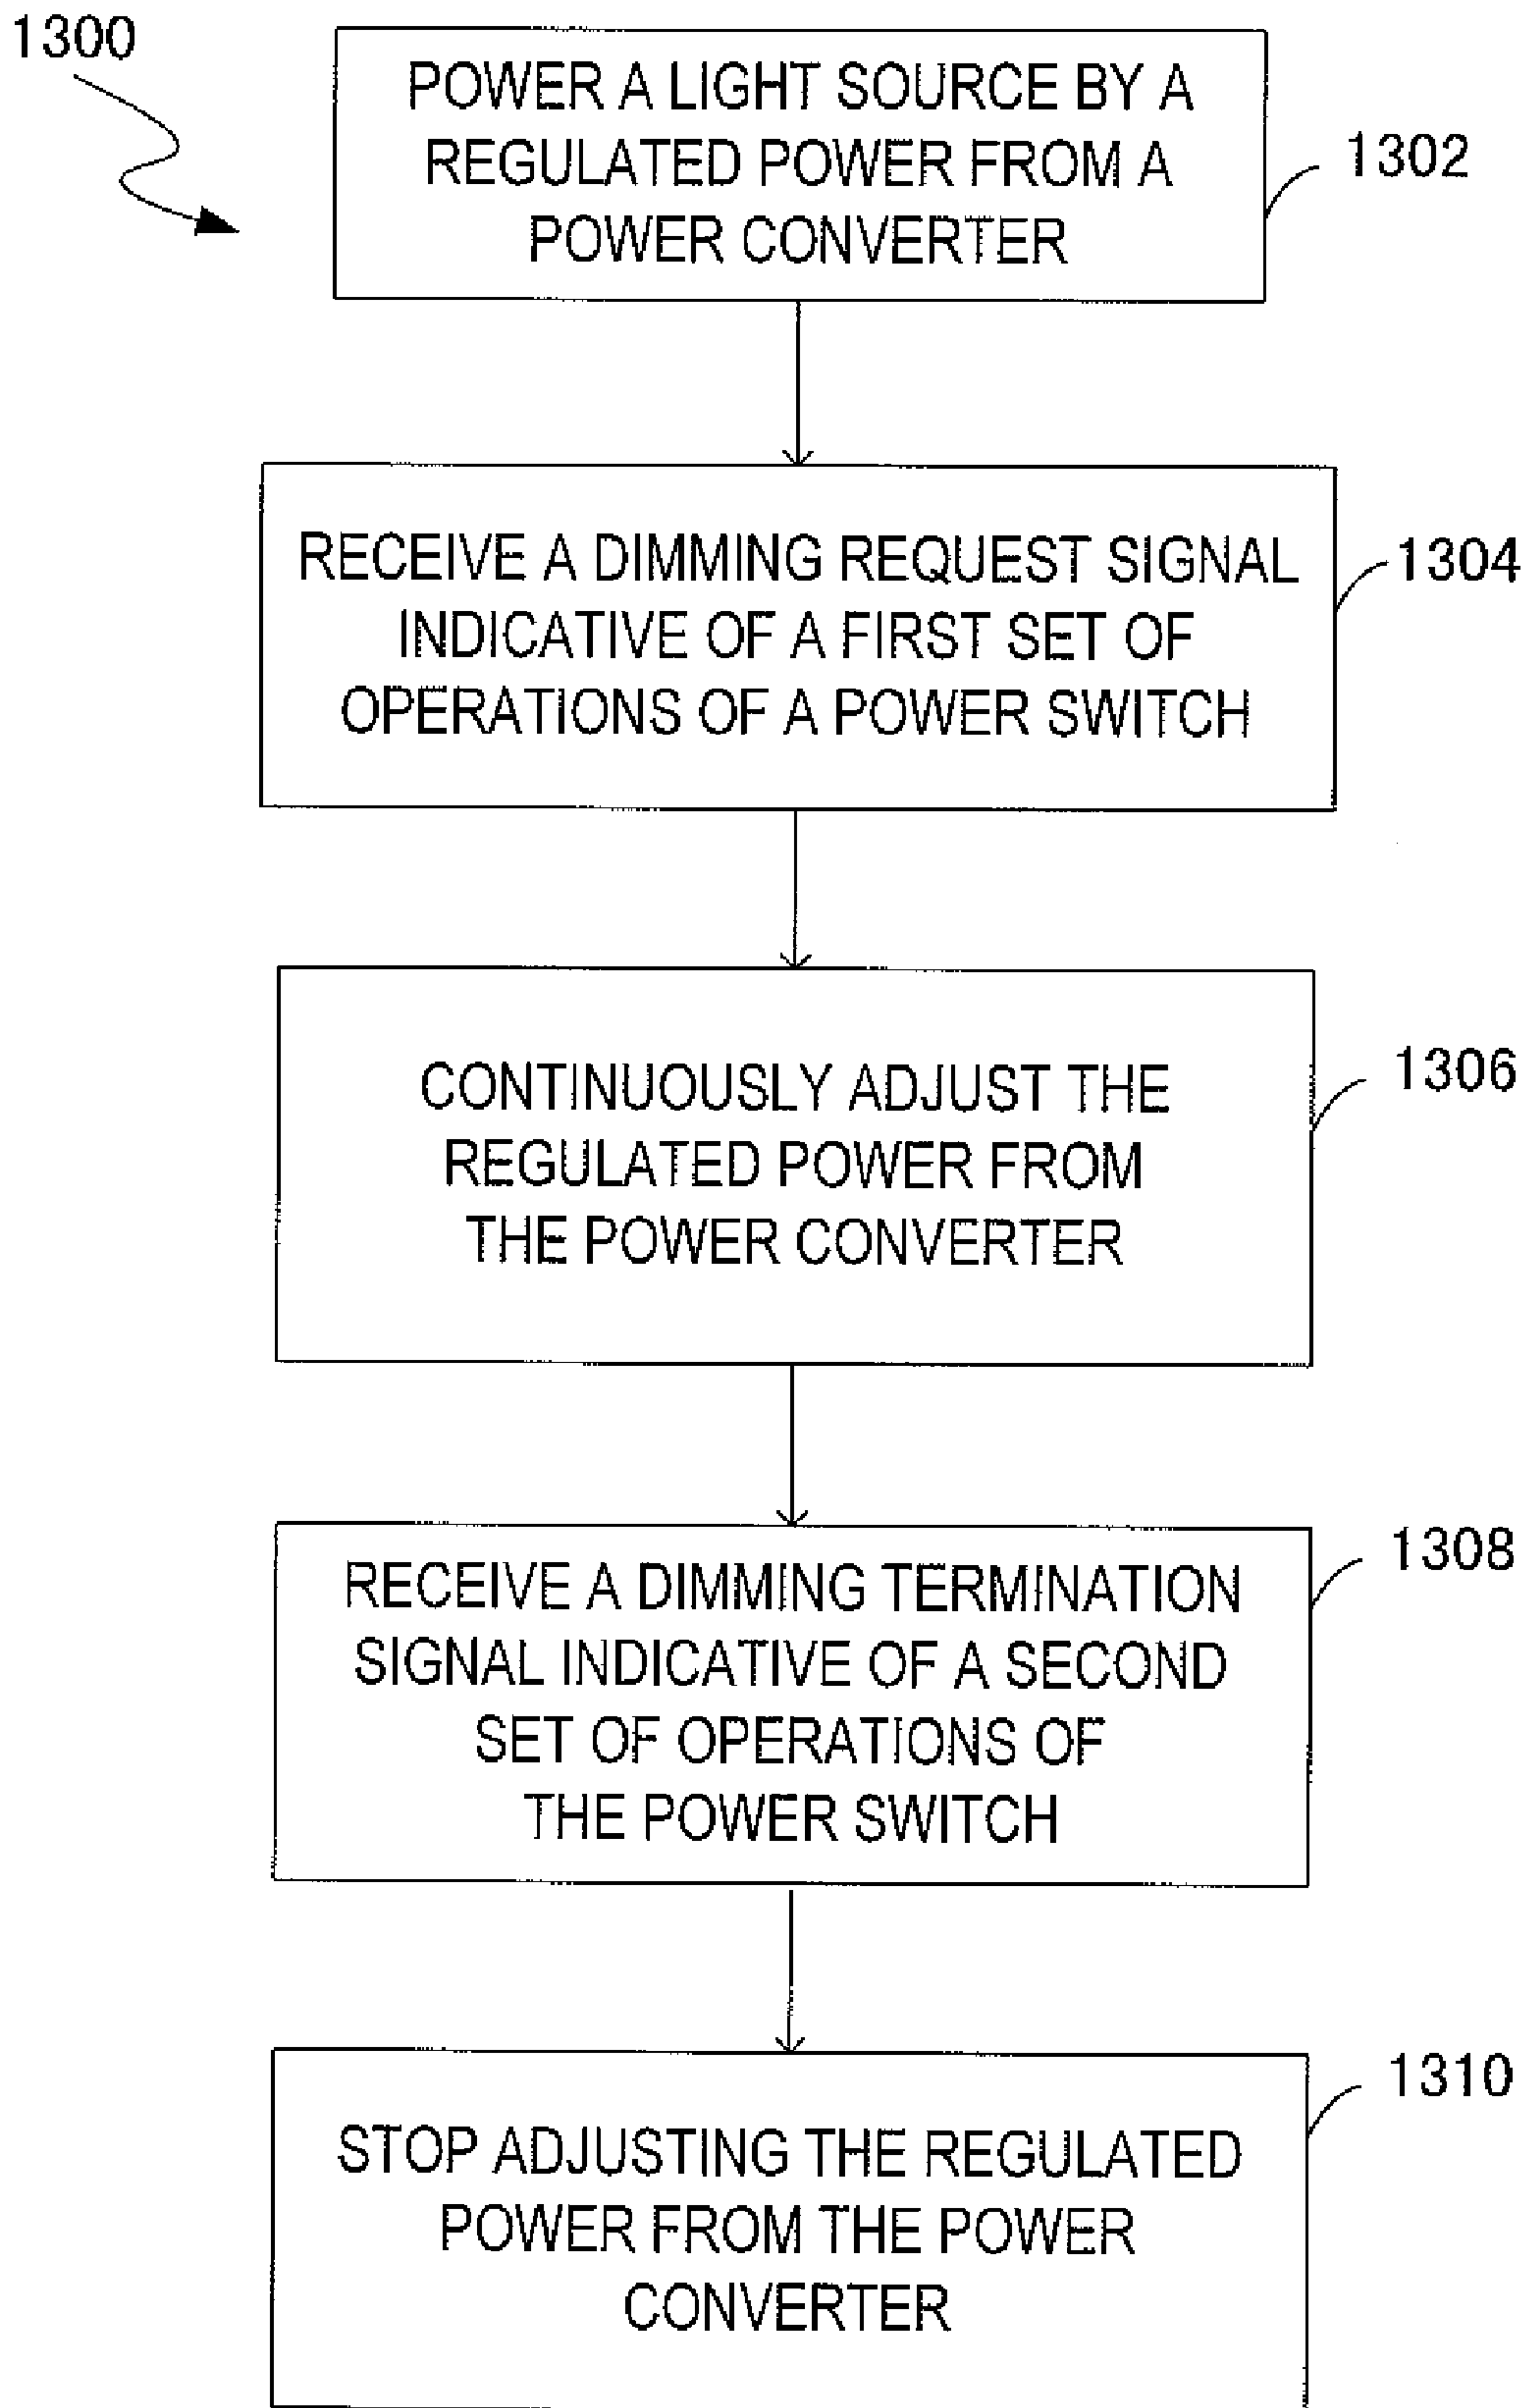 1300
POWER A LIGHT SOURCE BY A
REGULATED POWER FROM A
POWER CONVERTER
1302
RECEIVE A DIMMING REQUEST SIGNAL
INDICATIVE OF A FIRST SET OF
OPERATIONS OF A POWER SWITCH
1304
CONTINUOUSLY ADJUST THE
REGULATED POWER FROM
THE POWER CONVERTER
1306
RECEIVE A DIMMING TERMINATION
SIGNAL INDICATIVE OF A SECOND
SET OF OPERATIONS OF
THE POWER SWITCH
1308
STOP ADJUSTING THE REGULATED
POWER FROM THE POWER
CONVERTER
1310